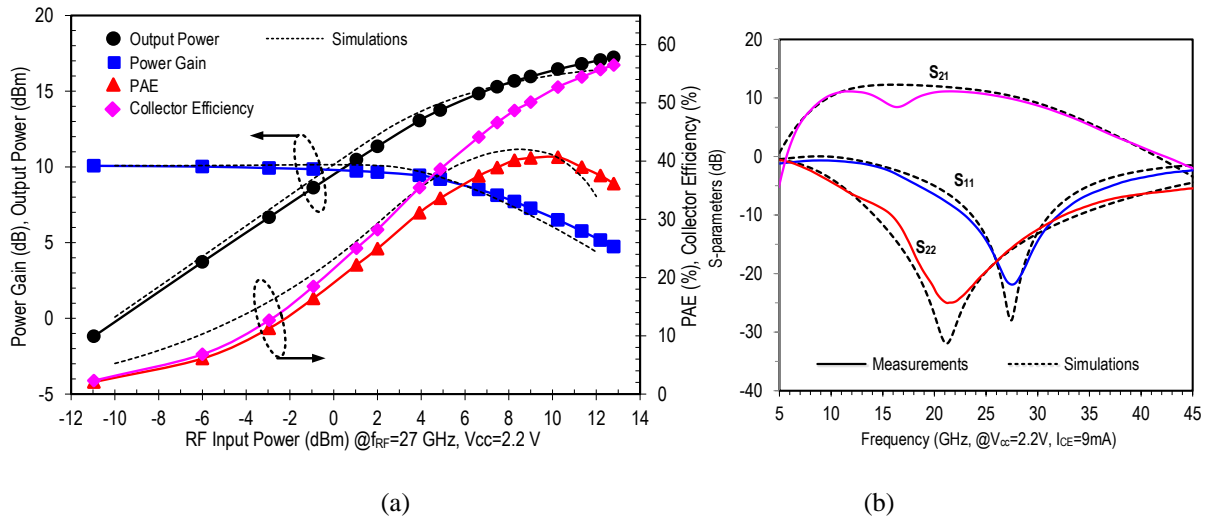 20
15
10
5
0
-5
Power Gain (dB), Output Power (dBm)
Output Power
Simulations
Power Gain
PAE
Collector Efficiency
60
50
40
30
20
10
0
PAE (%), Collector Efficiency (%)
-12 -10 -8 -6 -4 -2 0 2 4 6 8 10 12 14
RF Input Power (dBm) @fRF=27 GHz, Vcc=2.2 V
(a)
20
10
0
-10
-20
-30
-40
S-parameters (dB)
S21
S11
S22
Measurements
Simulations
5 10 15 20 25 30 35 40 45
Frequency (GHz, @Vcc=2.2V, ICE=9mA)
(b)